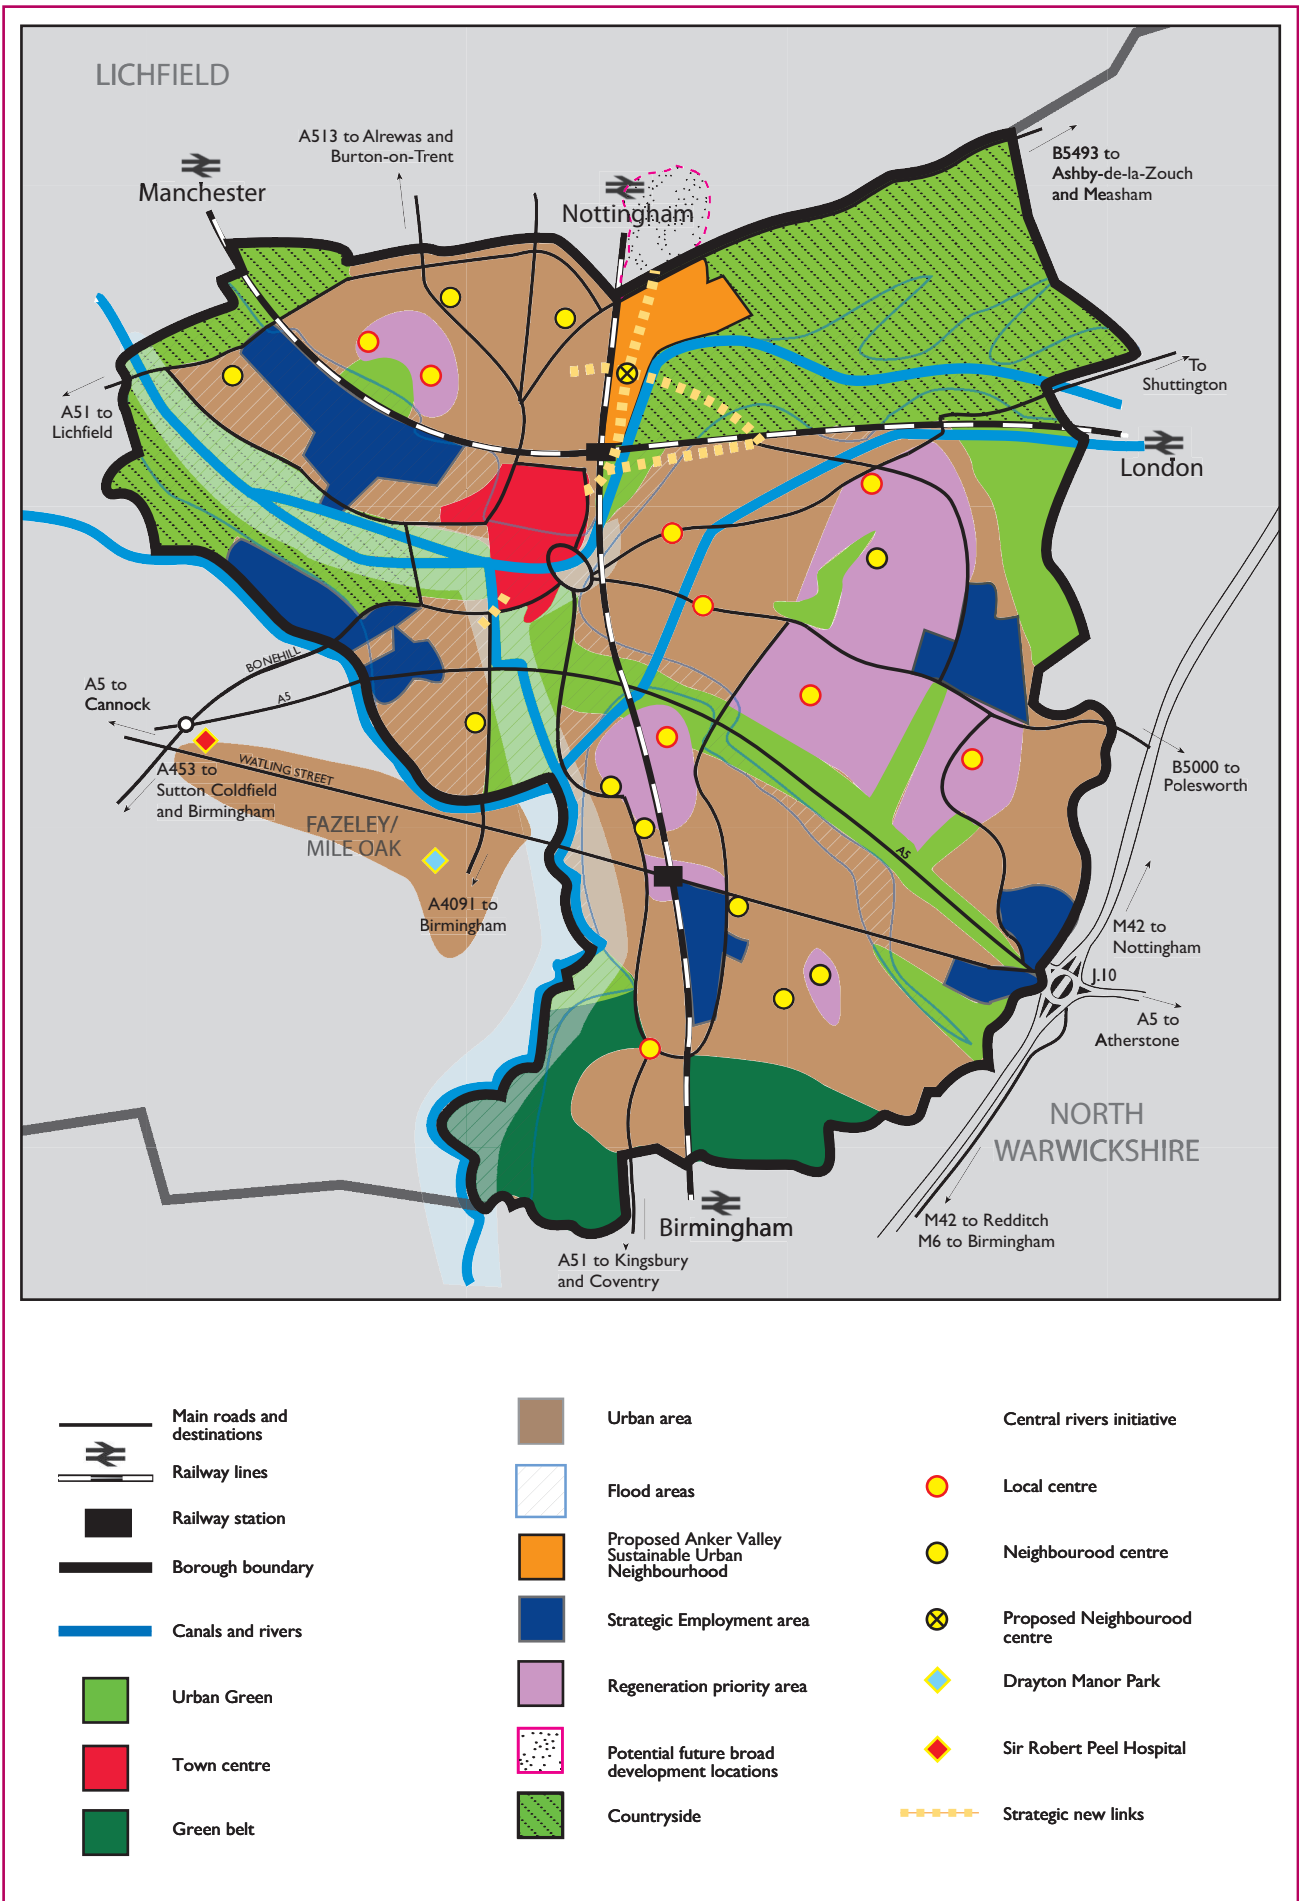 LICHFIELD
A513 to Alrewas and
Burton-on-Trent
Manchester
Nottingham
B5493 to
Ashby-de-la-Zouch
and Measham
To
Shuttington
A51 to
Lichfield
London
BONEHILL
A5
A5 to
Cannock
WATLING STREET
A453 to
Sutton Coldfield
and Birmingham
FAZELEY/
MILE OAK
A4091 to
Birmingham
A5
B5000 to
Polesworth
M42 to
Nottingham
J.10
A5 to
Atherstone
NORTH
WARWICKSHIRE
M42 to Redditch
M6 to Birmingham
Birmingham
A51 to Kingsbury
and Coventry
Main roads and
destinations
Railway lines
Railway station
Borough boundary
Canals and rivers
Urban Green
Town centre
Green belt
Urban area
Flood areas
Proposed Anker Valley
Sustainable Urban
Neighbourhood
Strategic Employment area
Regeneration priority area
Potential future broad
development locations
Countryside
Central rivers initiative
Local centre
Neighbourood centre
Proposed Neighbourood
centre
Drayton Manor Park
Sir Robert Peel Hospital
Strategic new links